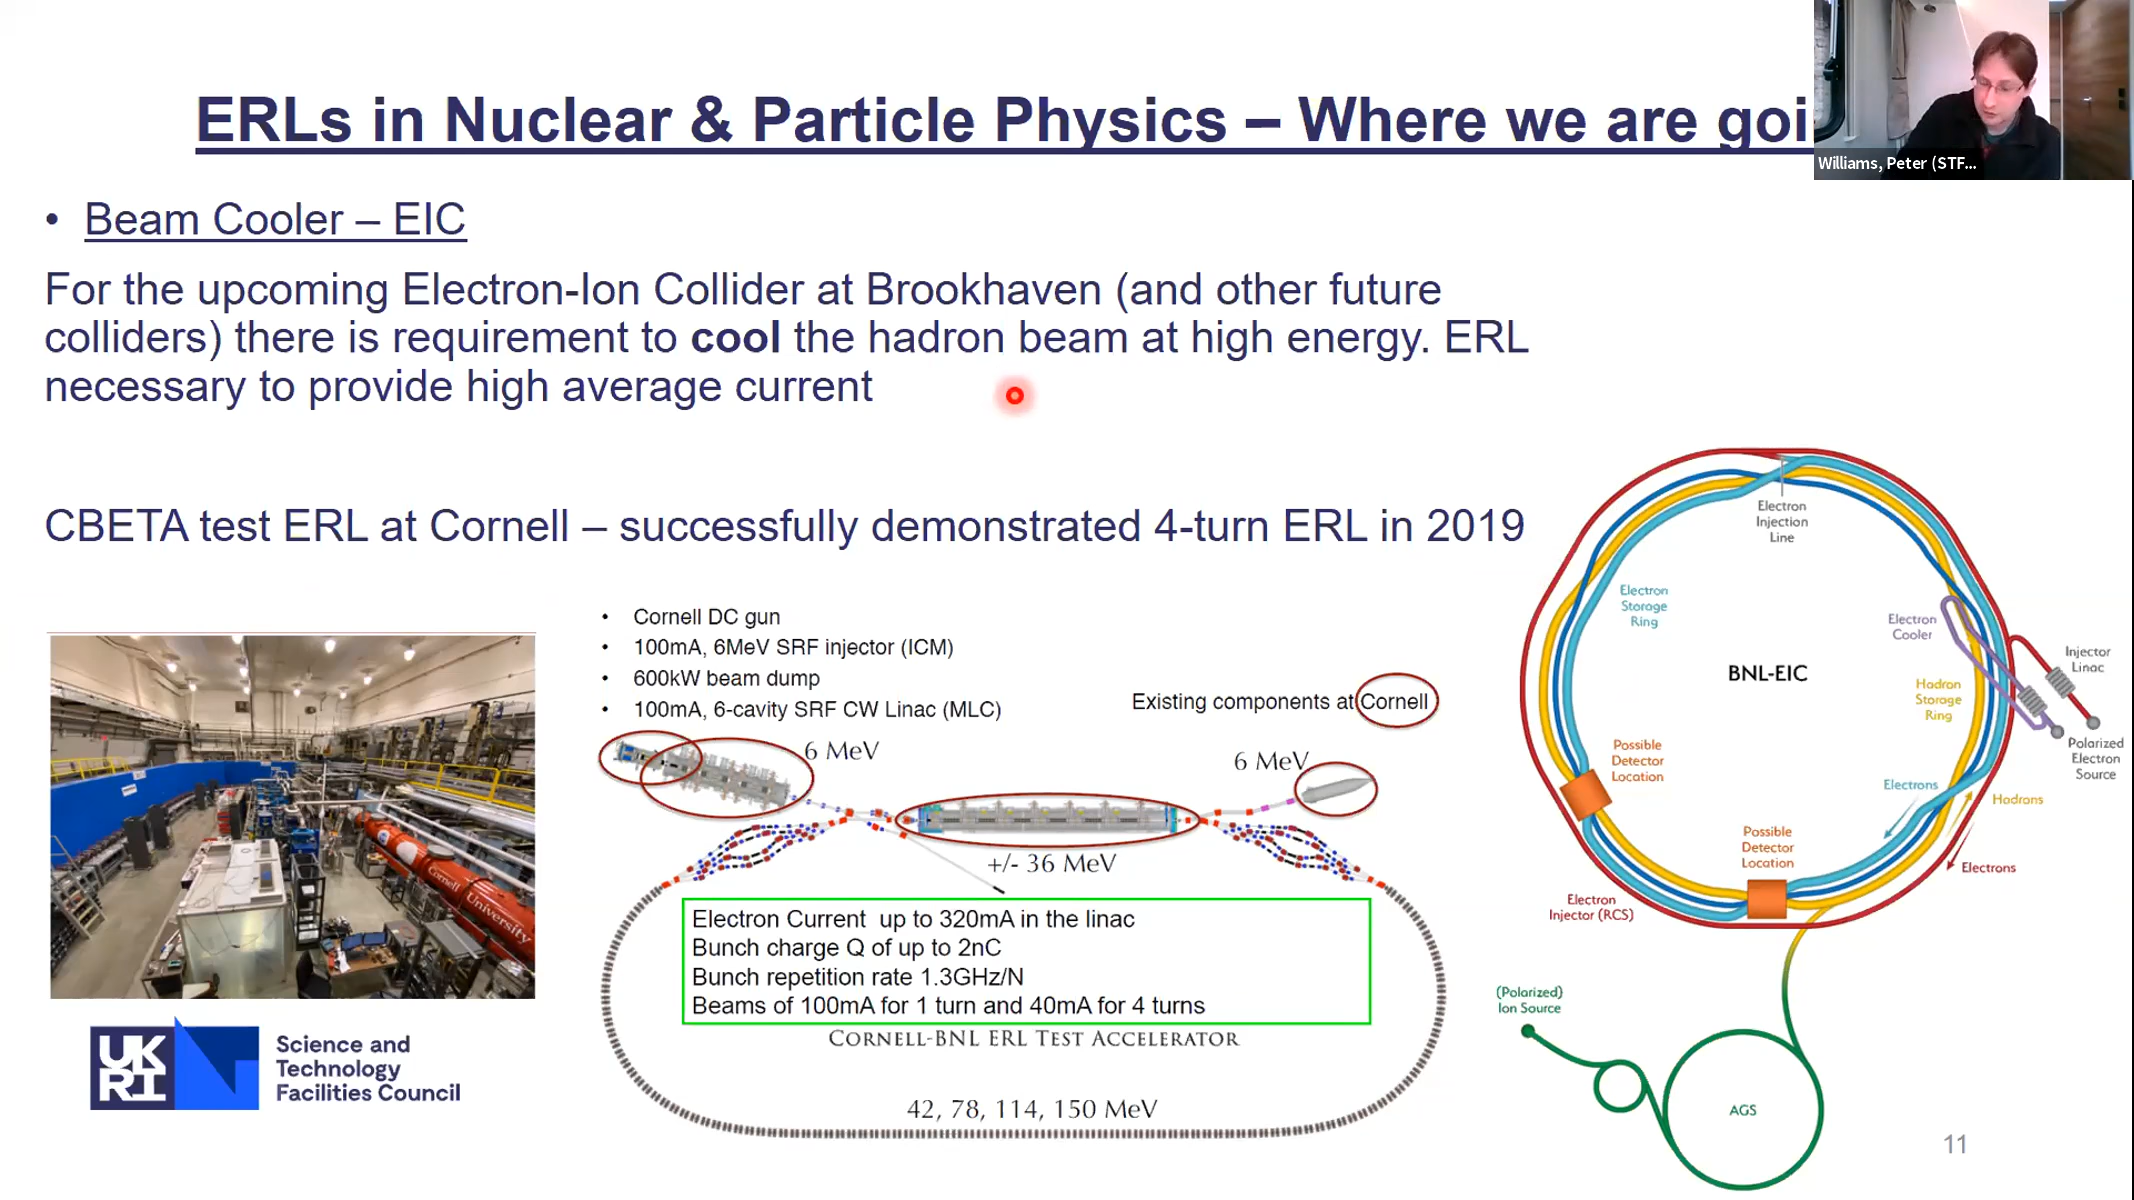 ERLs in Nuclear & Particle Physics – Where we are goi
Williams, Peter (STF...
• Beam Cooler – EIC
For the upcoming Electron-Ion Collider at Brookhaven (and other future
colliders) there is requirement to cool the hadron beam at high energy. ERL
necessary to provide high average current
CBETA test ERL at Cornell – successfully demonstrated 4-turn ERL in 2019
• Cornell DC gun
• 100mA, 6MeV SRF injector (ICM)
• 600kW beam dump
• 100mA, 6-cavity SRF CW Linac (MLC)
Existing components at Cornell
6 MeV
6 MeV
+/- 36 MeV
Electron Current up to 320mA in the linac
Bunch charge Q of up to 2nC
Bunch repetition rate 1.3GHz/N
Beams of 100mA for 1 turn and 40mA for 4 turns
Cornell-BNL ERL Test Accelerator
42, 78, 114, 150 MeV
Cornell University
UK
RI
Science and
Technology
Facilities Council
Electron
Injection
Line
Electron
Storage
Ring
Electron
Cooler
Injector
Linac
BNL-EIC
Hadron
Storage
Ring
Polarized
Electron
Source
Possible
Detector
Location
Electrons
Hadrons
Possible
Detector
Location
Electrons
Electron
Injector (RCS)
(Polarized)
Ion Source
AGS
11